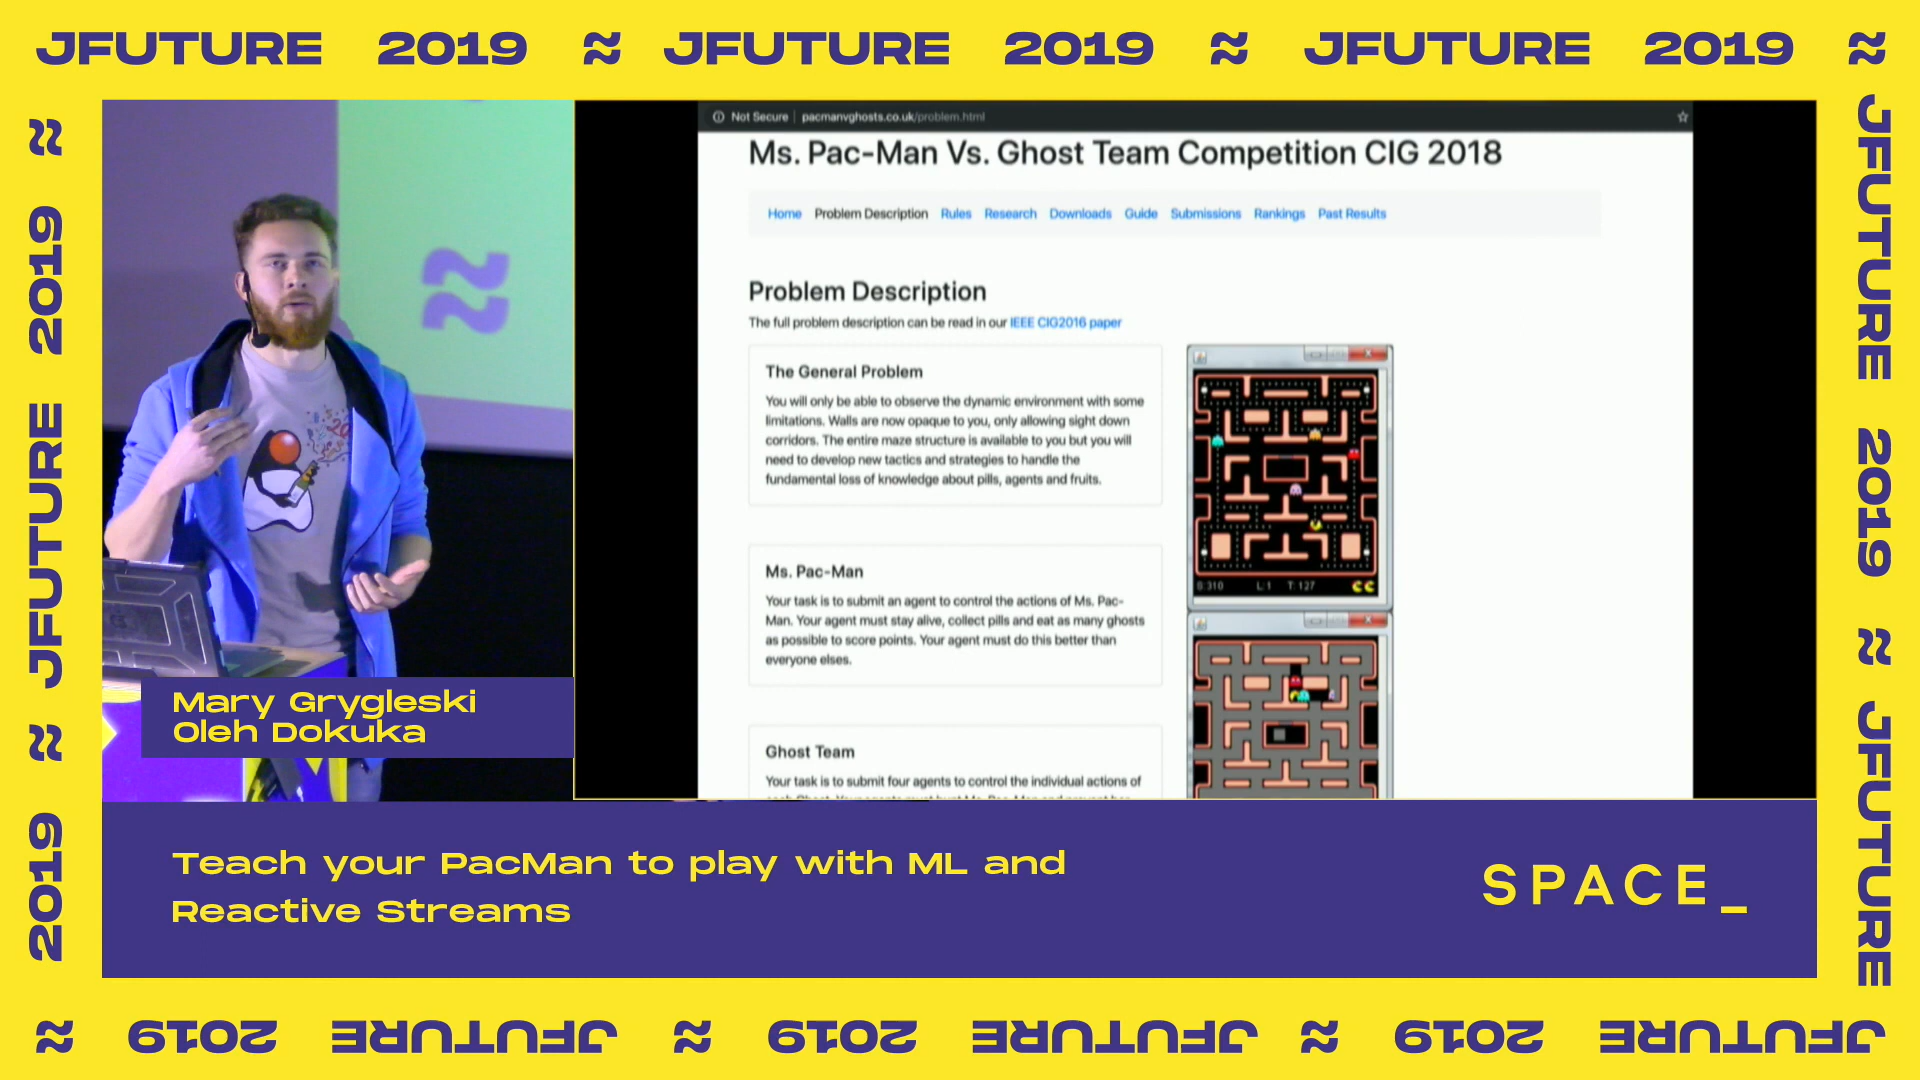 JFUTURE 2019 ≈ JFUTURE 2019 ≈ JFUTURE 2019 ≈
JFUTURE 2019 ≈ JFUTURE
2019 ≈ JFUTURE 2019 ≈
Not Secure | pacmanvghosts.co.uk/problem.html
Ms. Pac-Man Vs. Ghost Team Competition CIG 2018
Home Problem Description Rules Research Downloads Guide Submissions Rankings Past Results
Problem Description
The full problem description can be read in our IEEE CIG2016 paper
The General Problem
You will only be able to observe the dynamic environment with some
limitations. Walls are now opaque to you, only allowing sight down
corridors. The entire maze structure is available to you but you will
need to develop new tactics and strategies to handle the
fundamental loss of knowledge about pills, agents and fruits.
S:310 L:1 T:127
Ms. Pac-Man
Your task is to submit an agent to control the actions of Ms. Pac-
Man. Your agent must stay alive, collect pills and eat as many ghosts
as possible to score points. Your agent must do this better than
everyone elses.
Ghost Team
Your task is to submit four agents to control the individual actions of
Mary Grygleski
Oleh Dokuka
Teach your PacMan to play with ML and
Reactive Streams
SPACE_
JFUTURE 2019 ≈ JFUTURE 2019 ≈ JFUTURE 2019 ≈